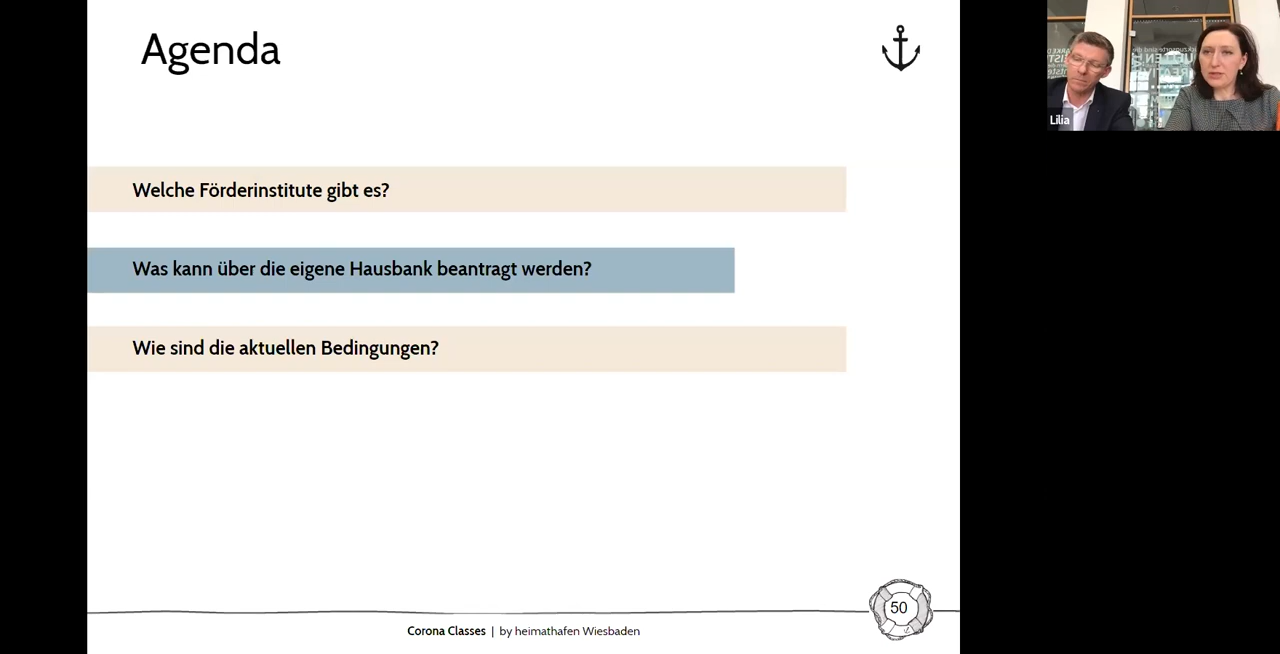 Agenda
Welche Förderinstitute gibt es?
Was kann über die eigene Hausbank beantragt werden?
Wie sind die aktuellen Bedingungen?
50
Corona Classes | by heimathafen Wiesbaden
Lilia